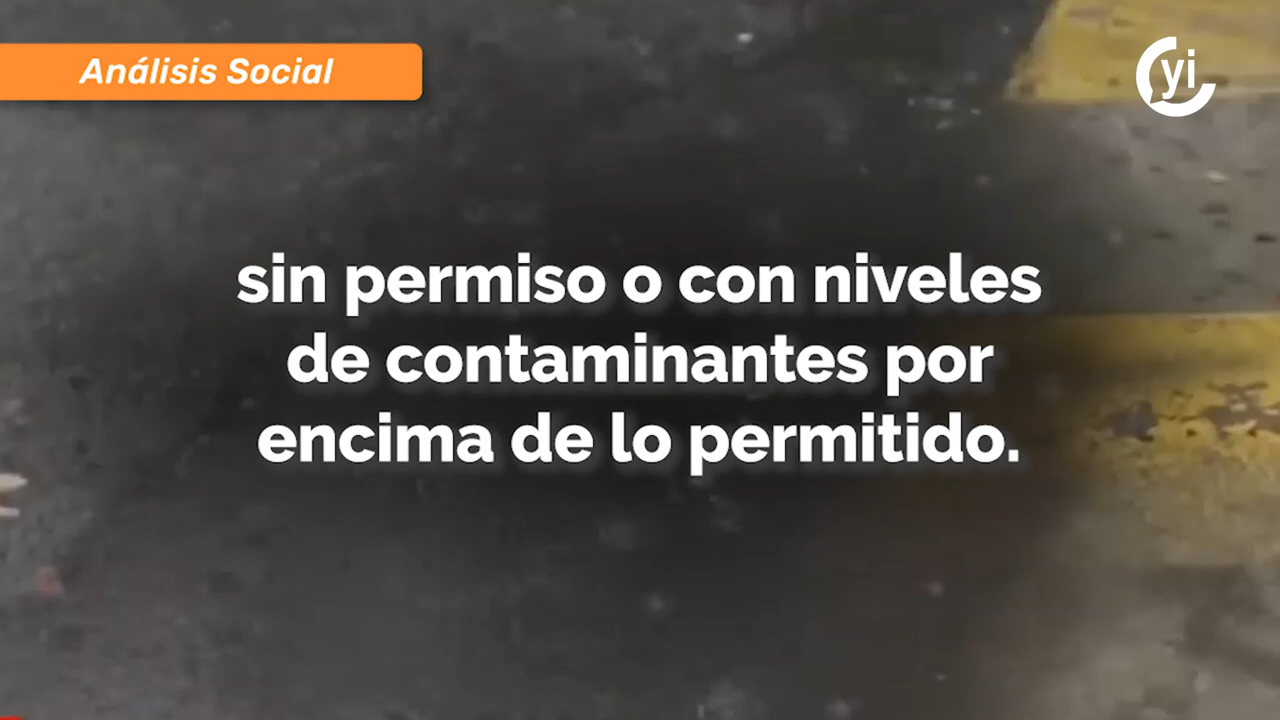 Análisis Social
yi
sin permiso o con niveles
de contaminantes por
encima de lo permitido.